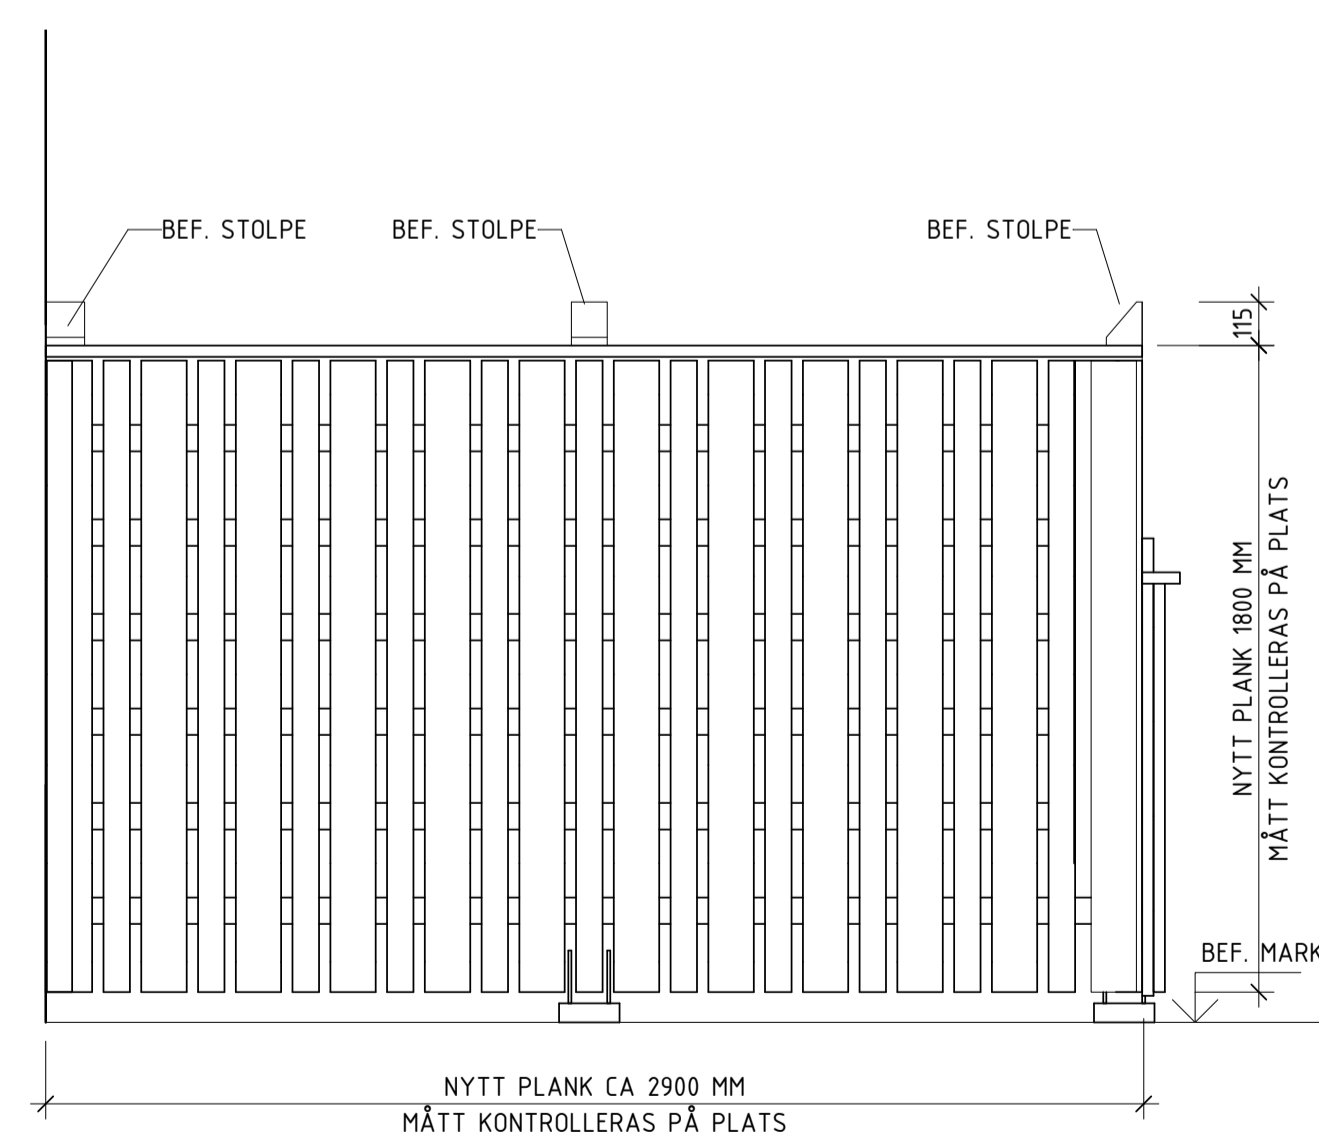 BEF. STOLPE
BEF. STOLPE
BEF. STOLPE
115
NYTT PLANK 1800 MM
MÅTT KONTROLLERAS PÅ PLATS
BEF. MARK
NYTT PLANK CA 2900 MM
MÅTT KONTROLLERAS PÅ PLATS